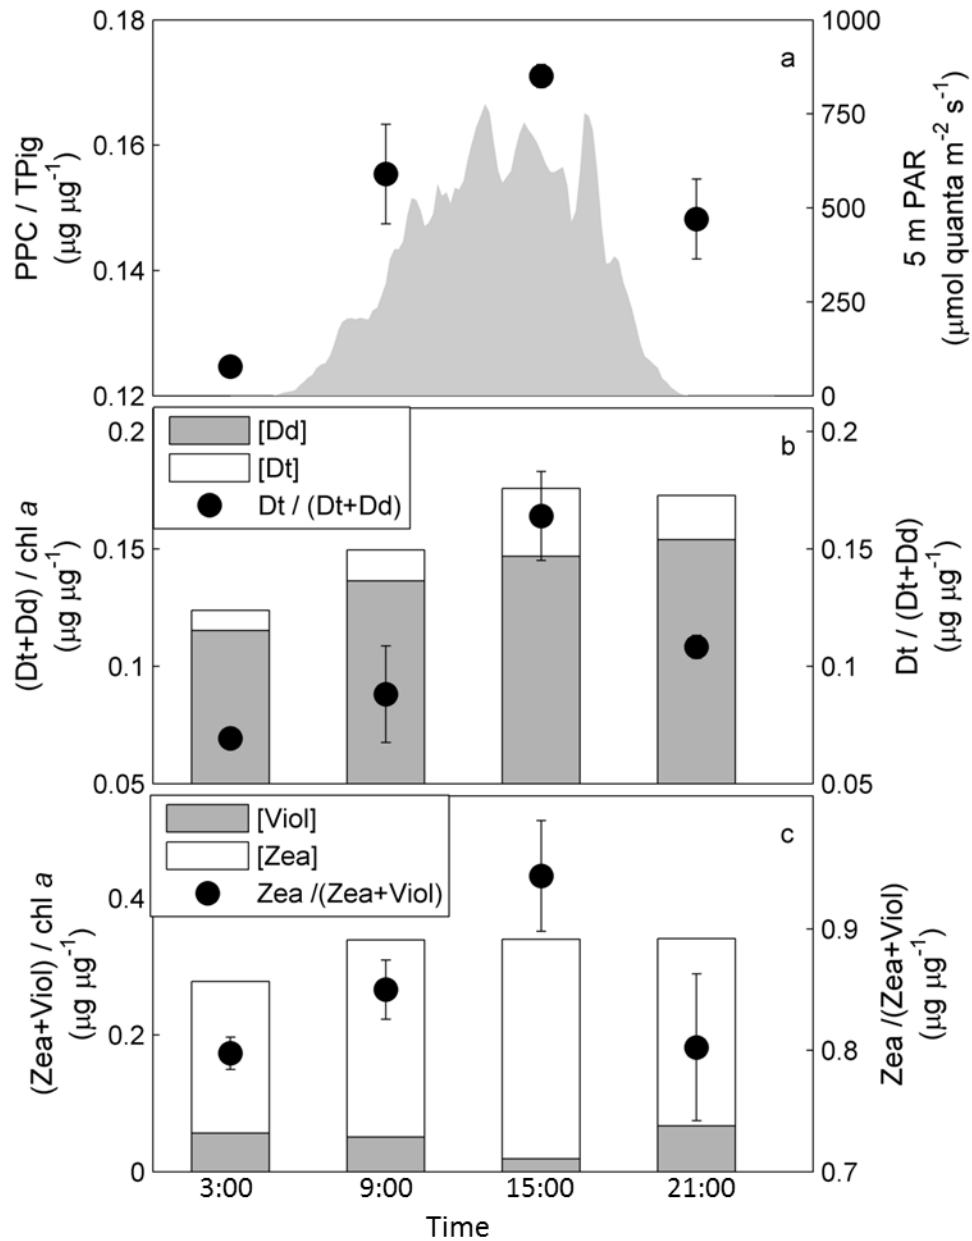 0.18
0.16
0.14
0.12
PPC / TPig
(µg µg⁻¹)
a
1000
750
500
250
0
5 m PAR
(µmol quanta m⁻² s⁻¹)
[Dd]
[Dt]
Dt / (Dt+Dd)
b
0.2
0.15
0.1
0.05
(Dt+Dd) / chl a
(µg µg⁻¹)
0.2
0.15
0.1
0.05
Dt / (Dt+Dd)
(µg µg⁻¹)
[Viol]
[Zea]
Zea /(Zea+Viol)
c
0.4
0.2
0
(Zea+Viol) / chl a
(µg µg⁻¹)
0.9
0.8
0.7
Zea /(Zea+Viol)
(µg µg⁻¹)
3:00 9:00 15:00 21:00
Time